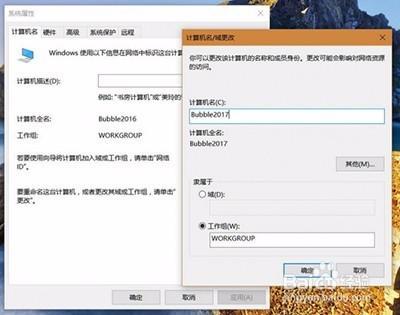 系统属性
计算机名
硬件
高级
系统保护
远程
Windows 使用以下信息在网络中标识这台计算
计算机描述(D):
例如: "书房计算机"或"美玲的
计算机全名:
Bubble2016
工作组:
WORKGROUP
若要使用向导将计算机加入域或工作组，请单击"网络
ID"。
要重命名这台计算机，或者更改其域或工作组，请单击"
更改"。
确定
取消
应用(A)
计算机名/域更改
你可以更改该计算机的名称和成员身份。更改可能会影响对网络资源
的访问。
计算机名(C):
Bubble2017
计算机全名:
Bubble2017
其他(M)...
隶属于
域(D):
工作组(W):
WORKGROUP
确定
取消
Baidu 经验